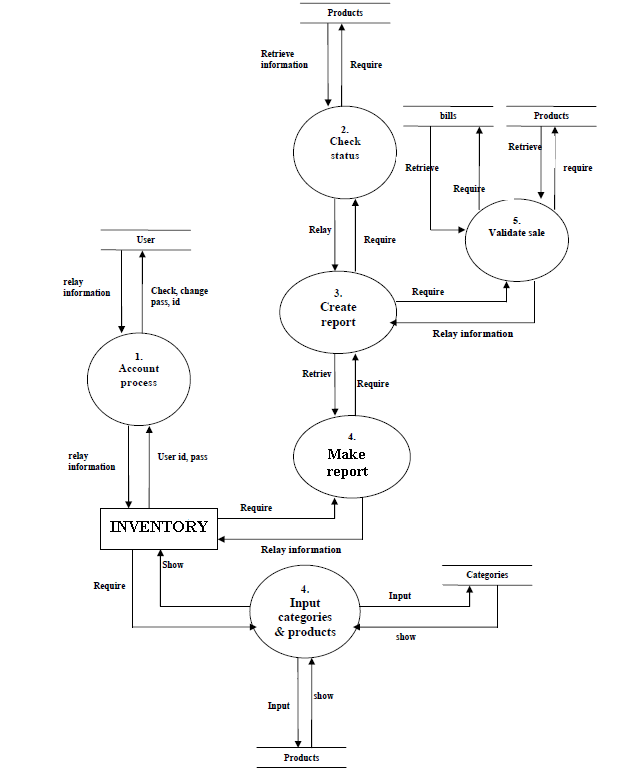 Products
Retrieve
information
Require
2.
Check
status
bills
Products
Retrieve
Require
Retrieve
require
5.
Validate sale
Relay
Require
User
relay
information
Check, change
pass, id
3.
Create
report
Require
Relay information
1.
Account
process
Retriev
Require
relay
information
User id, pass
4.
Make
report
INVENTORY
Require
Relay information
Show
Require
4.
Input
categories
& products
Categories
Input
show
Input
show
Products